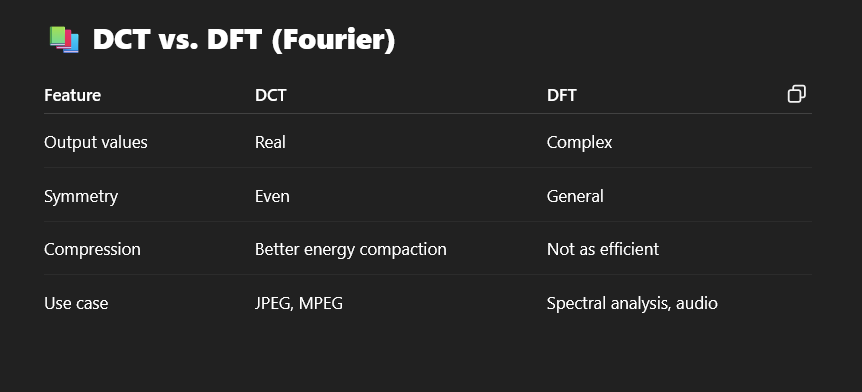 DCT vs. DFT (Fourier)
Feature DCT DFT
Output values Real Complex
Symmetry Even General
Compression Better energy compaction Not as efficient
Use case JPEG, MPEG Spectral analysis, audio